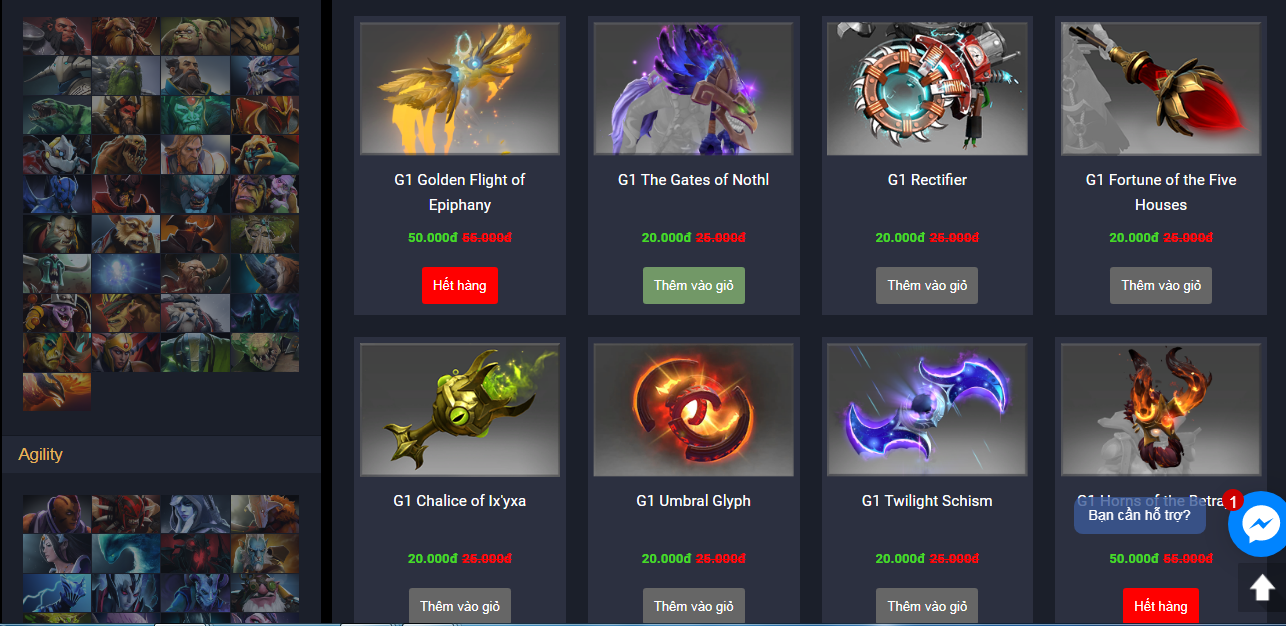 G1 Golden Flight of
Epiphany
50.000đ 55.000đ
Hết hàng
G1 The Gates of Nothl
20.000đ 25.000đ
Thêm vào giỏ
G1 Rectifier
20.000đ 25.000đ
Thêm vào giỏ
G1 Fortune of the Five
Houses
20.000đ 25.000đ
Thêm vào giỏ
Agility
G1 Chalice of Ix'yxa
20.000đ 25.000đ
Thêm vào giỏ
G1 Umbral Glyph
20.000đ 25.000đ
Thêm vào giỏ
G1 Twilight Schism
20.000đ 25.000đ
Thêm vào giỏ
G1 Horns of the Betra
50.000đ 55.000đ
Hết hàng
Bạn cần hỗ trợ?
1